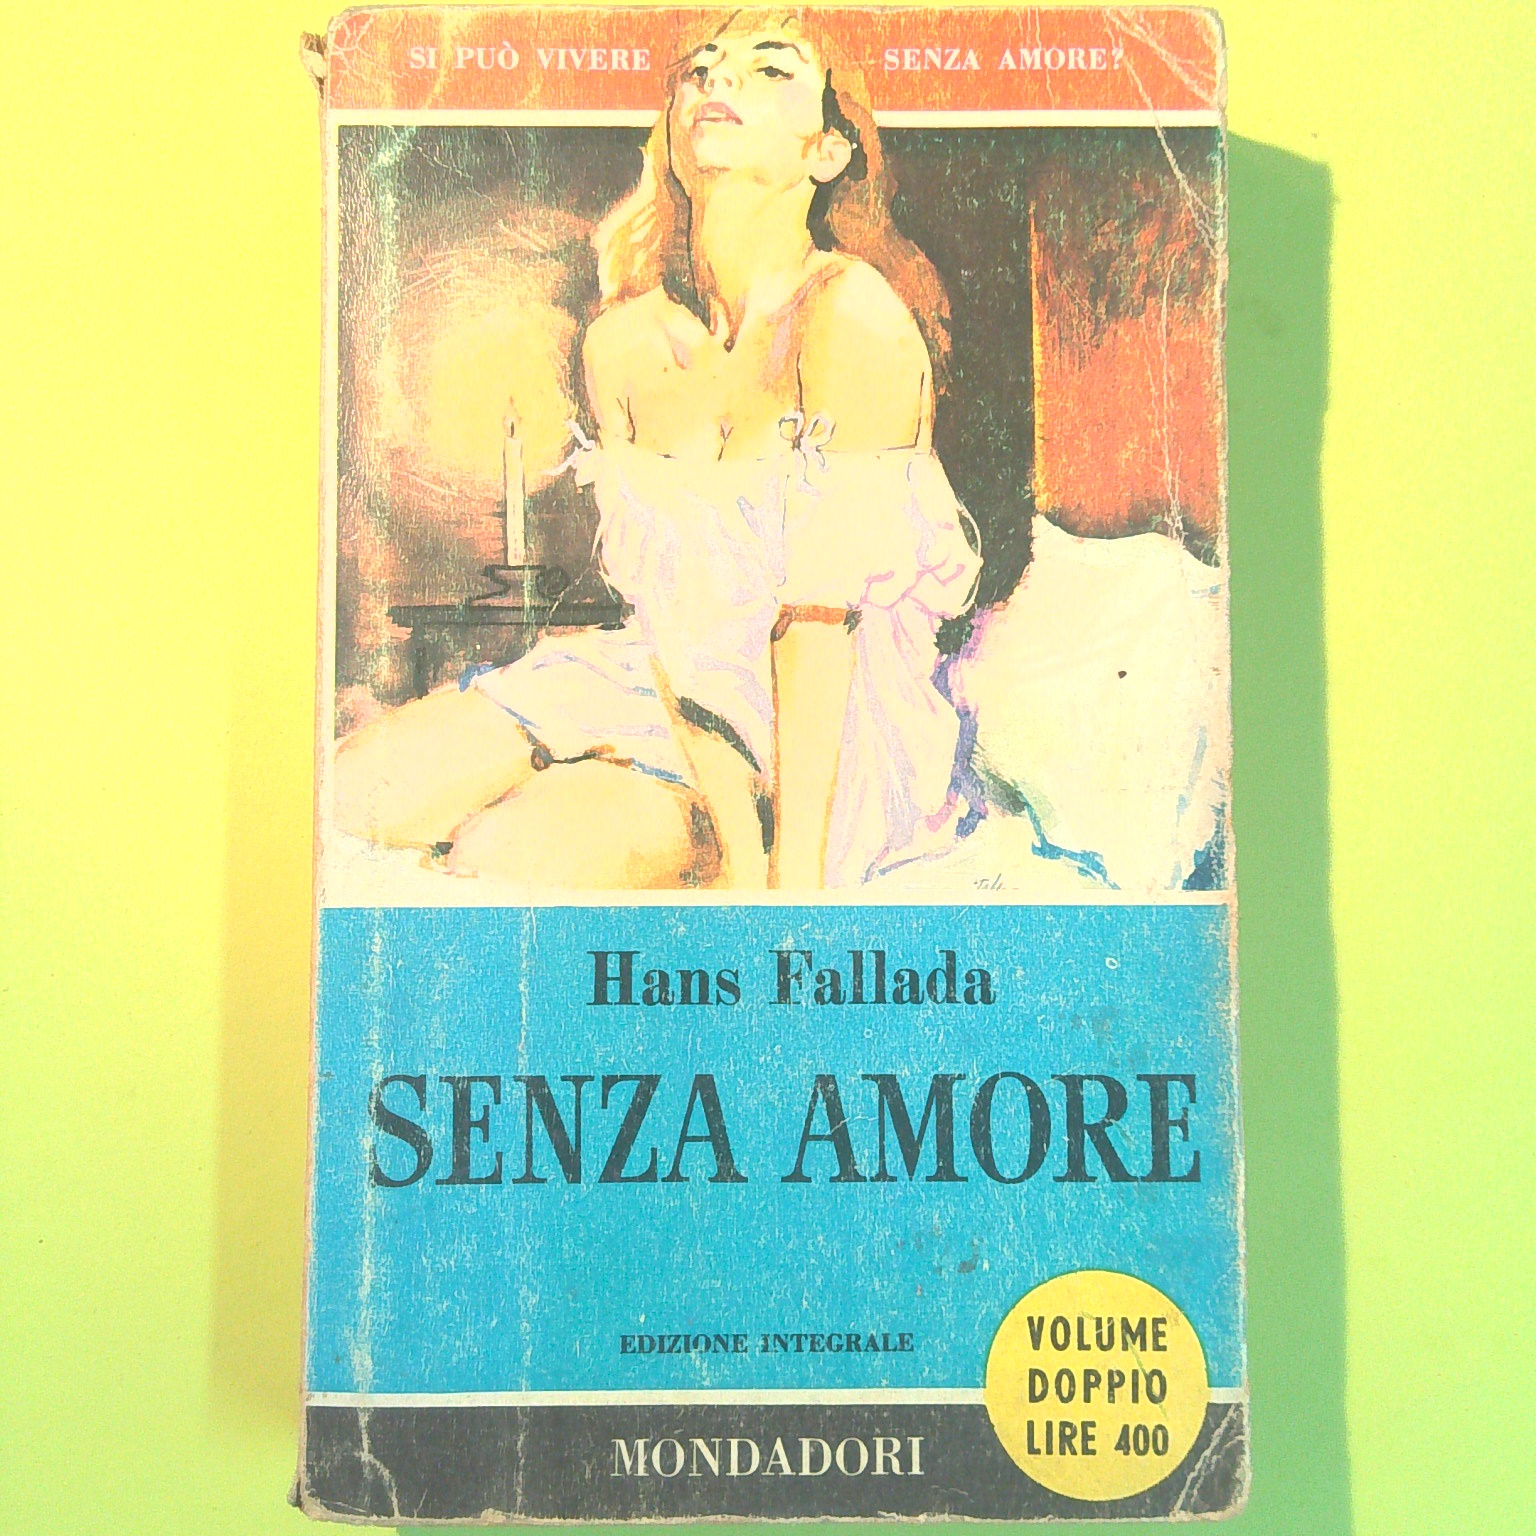 SI PUÒ VIVERE SENZA AMORE?
Hans Fallada
SENZA AMORE
EDIZIONE INTEGRALE
VOLUME
DOPPIO
LIRE 400
MONDADORI